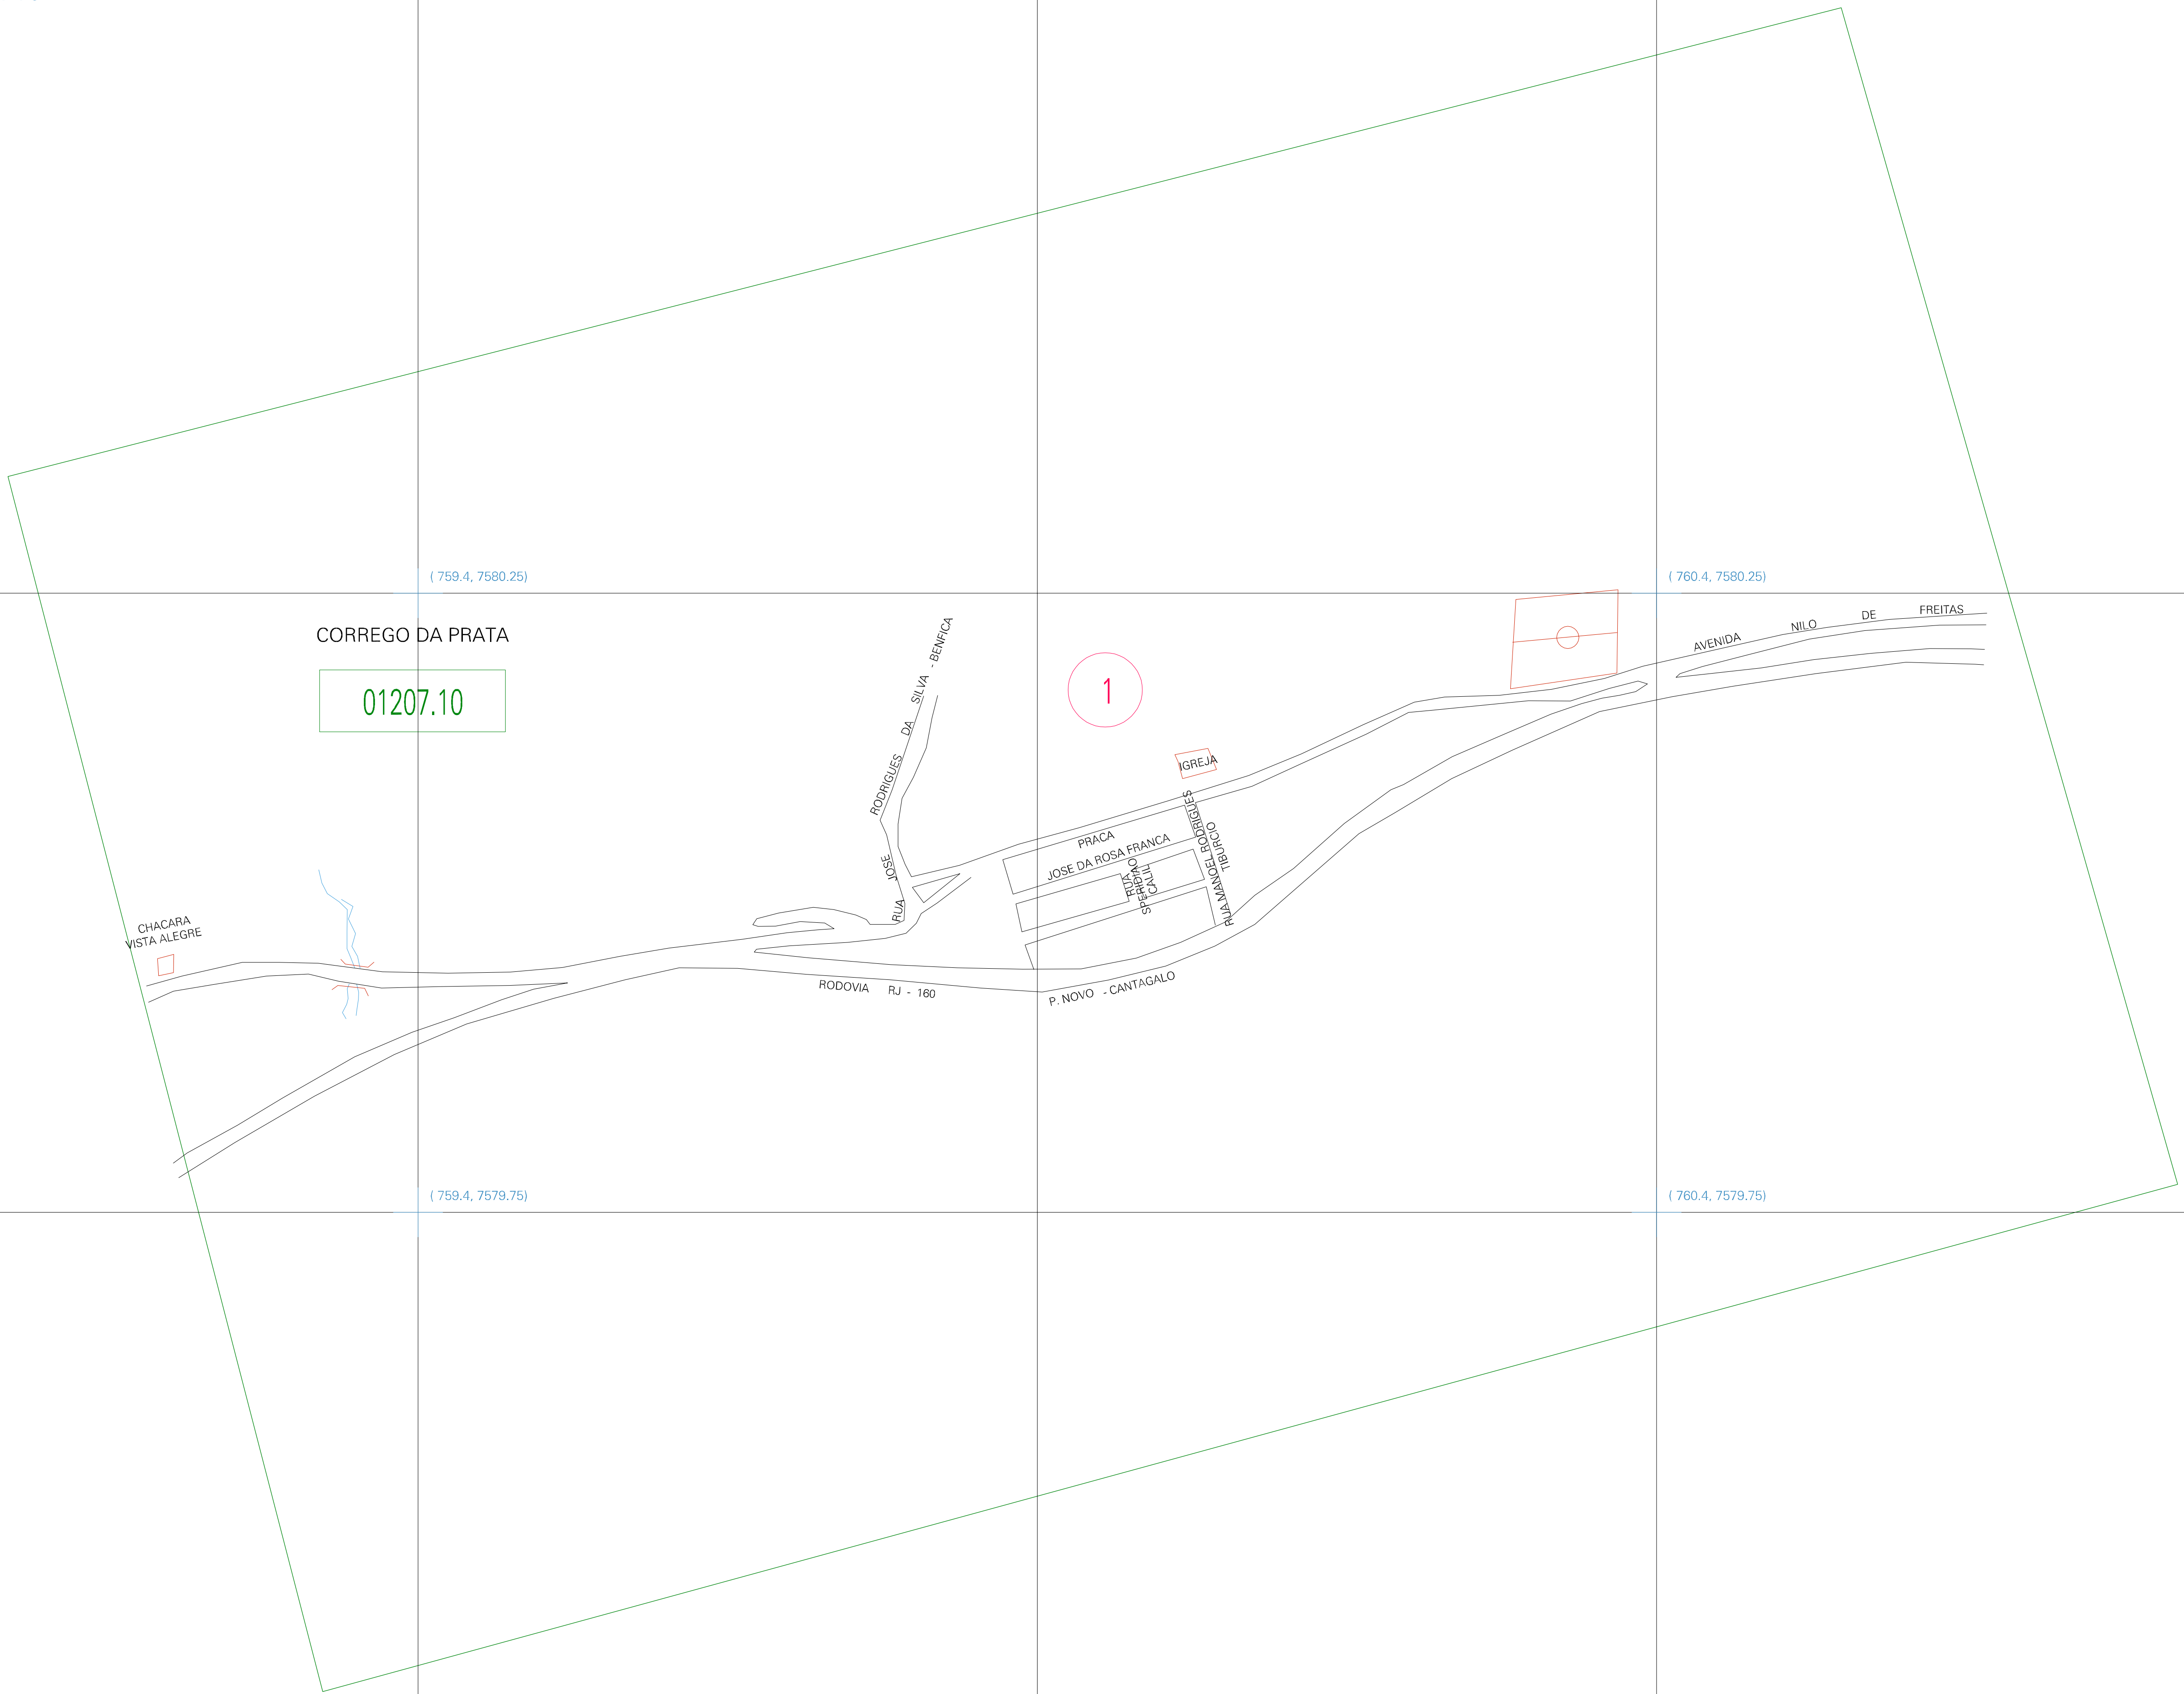 ( 759.4, 7580.25)
( 760.4, 7580.25)
CORREGO DA PRATA
01207.10
1
AVENIDA NILO DE FREITAS
RUA JOSE RODRIGUES DA SILVA - BENFICA
IGREJA
PRACA
JOSE DA ROSA FRANCA
RUA
SPERIDIAO
CALIL
RUA MANOEL RODRIGUES
TIBURCIO
CHACARA
VISTA ALEGRE
RODOVIA RJ - 160 P. NOVO - CANTAGALO
( 759.4, 7579.75)
( 760.4, 7579.75)